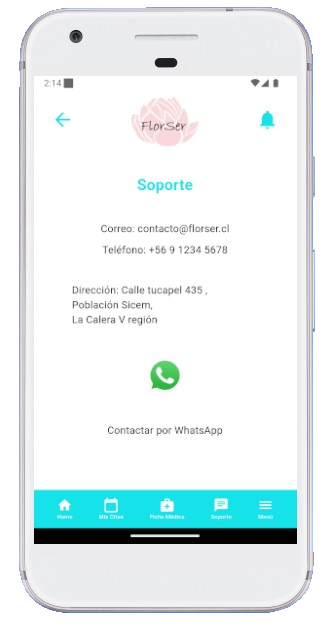 2:14
FlorSer
Soporte
Correo: contacto@florser.cl
Teléfono: +56 9 1234 5678
Dirección: Calle tucapel 435 ,
Población Sicem,
La Calera V región
Contactar por WhatsApp
Home Mis Citas Ficha Médica Soporte Menú